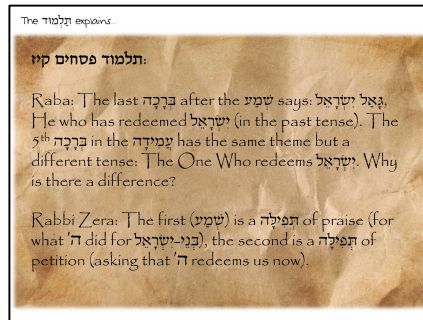 The תַּלְמוּד explains...
תלמוד פסחים קיז:
Raba: The last בְּרָכָה after the שְׁמַע says: גָּאַל יִשְׂרָאֵל,
He who has redeemed יִשְׂרָאֵל (in the past tense). The
5th בְּרָכָה in the עֲמִידָה has the same theme but a
different tense: The One Who redeems יִשְׂרָאֵל. Why
is there a difference?
Rabbi Zera: The first (שְׁמַע) is a תְּפִילָּה of praise (for
what ה' did for בְּנֵי-יִשְׂרָאֵל), the second is a תְּפִילָּה of
petition (asking that ה' redeems us now).